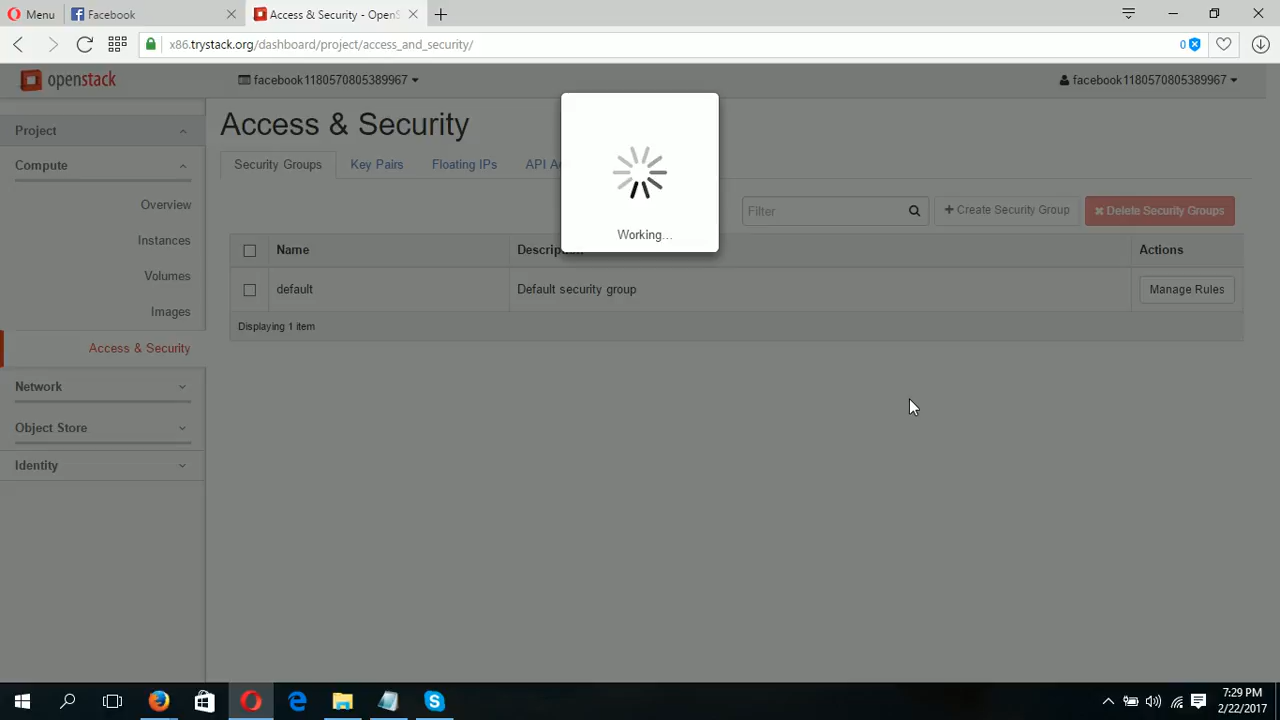 Menu
Facebook
Access & Security - OpenS
x86.trystack.org/dashboard/project/access_and_security/
0
openstack
facebook1180570805389967
facebook1180570805389967
Project
Compute
Overview
Instances
Volumes
Images
Access & Security
Network
Object Store
Identity
Access & Security
Security Groups
Key Pairs
Floating IPs
API A
Working...
Filter
Create Security Group
Delete Security Groups
Name
Actions
default
Default security group
Manage Rules
Displaying 1 item
7:29 PM
2/22/2017